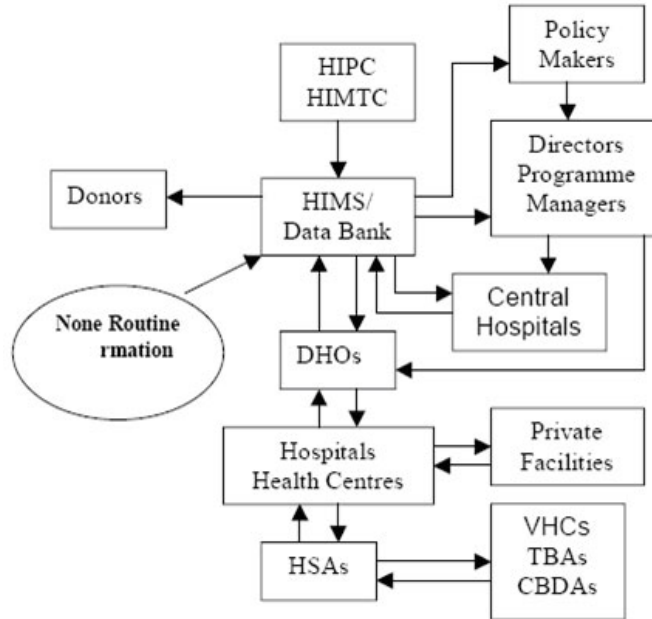 Policy
Makers
HIPC
HIMTC
Directors
Programme
Managers
Donors
HIMS/
Data Bank
Central
Hospitals
None Routine
rmation
DHOs
Hospitals
Health Centres
Private
Facilities
HSAs
VHCs
TBAs
CBDAs